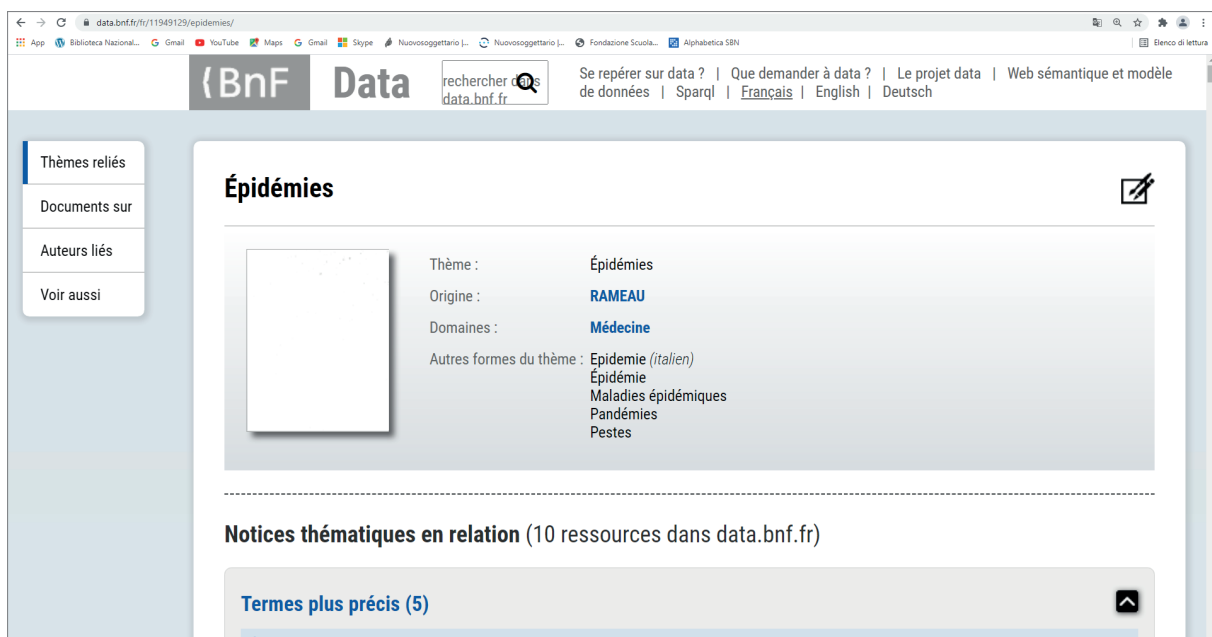 data.bnf.fr/fr/11949129/epidemies/
App Biblioteca Nazional... Gmail YouTube Maps Gmail Skype Nuovosoggettario |... Nuovosoggettario |... Fondazione Scuola... Alphabetica SBN Elenco di lettura
{BnF Data
rechercher dans
data.bnf.fr
Se repérer sur data ? | Que demander à data ? | Le projet data | Web sémantique et modèle
de données | Sparql | Français | English | Deutsch
Thèmes reliés
Documents sur
Auteurs liés
Voir aussi
Épidémies
Thème : Épidémies
Origine : RAMEAU
Domaines : Médecine
Autres formes du thème : Epidemie (italien)
Épidémie
Maladies épidémiques
Pandémies
Pestes
Notices thématiques en relation (10 ressources dans data.bnf.fr)
Termes plus précis (5)